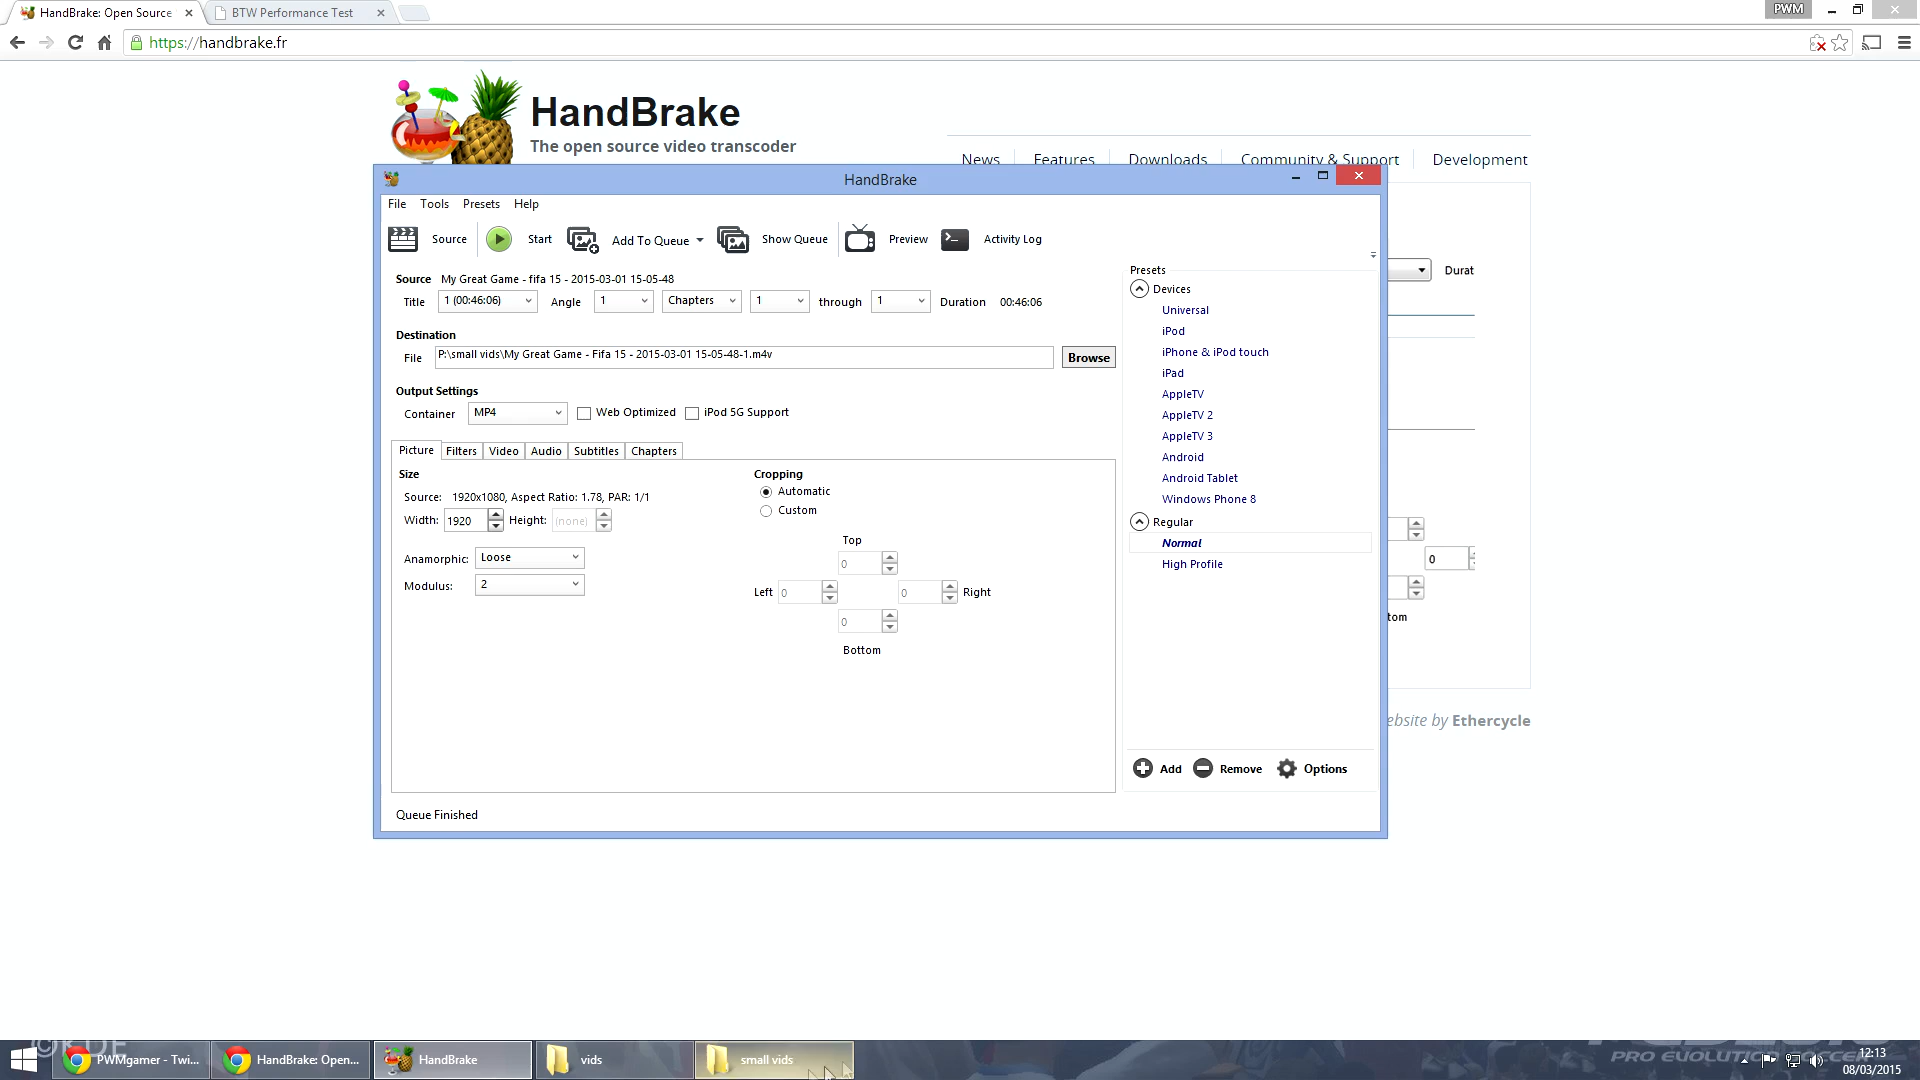 HandBrake: Open Source
BTW Performance Test
PWM
https://handbrake.fr
HandBrake
The open source video transcoder
News
Features
Downloads
Community & Support
Development
HandBrake
File
Tools
Presets
Help
Source
Start
Add To Queue
Show Queue
Preview
Activity Log
Source My Great Game - fifa 15 - 2015-03-01 15-05-48
Title 1 (00:46:06) Angle 1 Chapters 1 through 1 Duration 00:46:06
Destination
File P:\small vids\My Great Game - Fifa 15 - 2015-03-01 15-05-48-1.m4v Browse
Output Settings
Container MP4 Web Optimized iPod 5G Support
Picture Filters Video Audio Subtitles Chapters
Size
Source: 1920x1080, Aspect Ratio: 1.78, PAR: 1/1
Width: 1920 Height: (none)
Anamorphic: Loose
Modulus: 2
Cropping
Automatic
Custom
Top
0
Left 0 0 Right
0
Bottom
Presets
Devices
Universal
iPod
iPhone & iPod touch
iPad
AppleTV
AppleTV 2
AppleTV 3
Android
Android Tablet
Windows Phone 8
Regular
Normal
High Profile
Add Remove Options
Queue Finished
Durat
0
tom
ebsite by Ethercycle
PWMgamer - Twi...
HandBrake: Open...
HandBrake
vids
small vids
PRO EVOLUTION SOCCER
12:13
08/03/2015